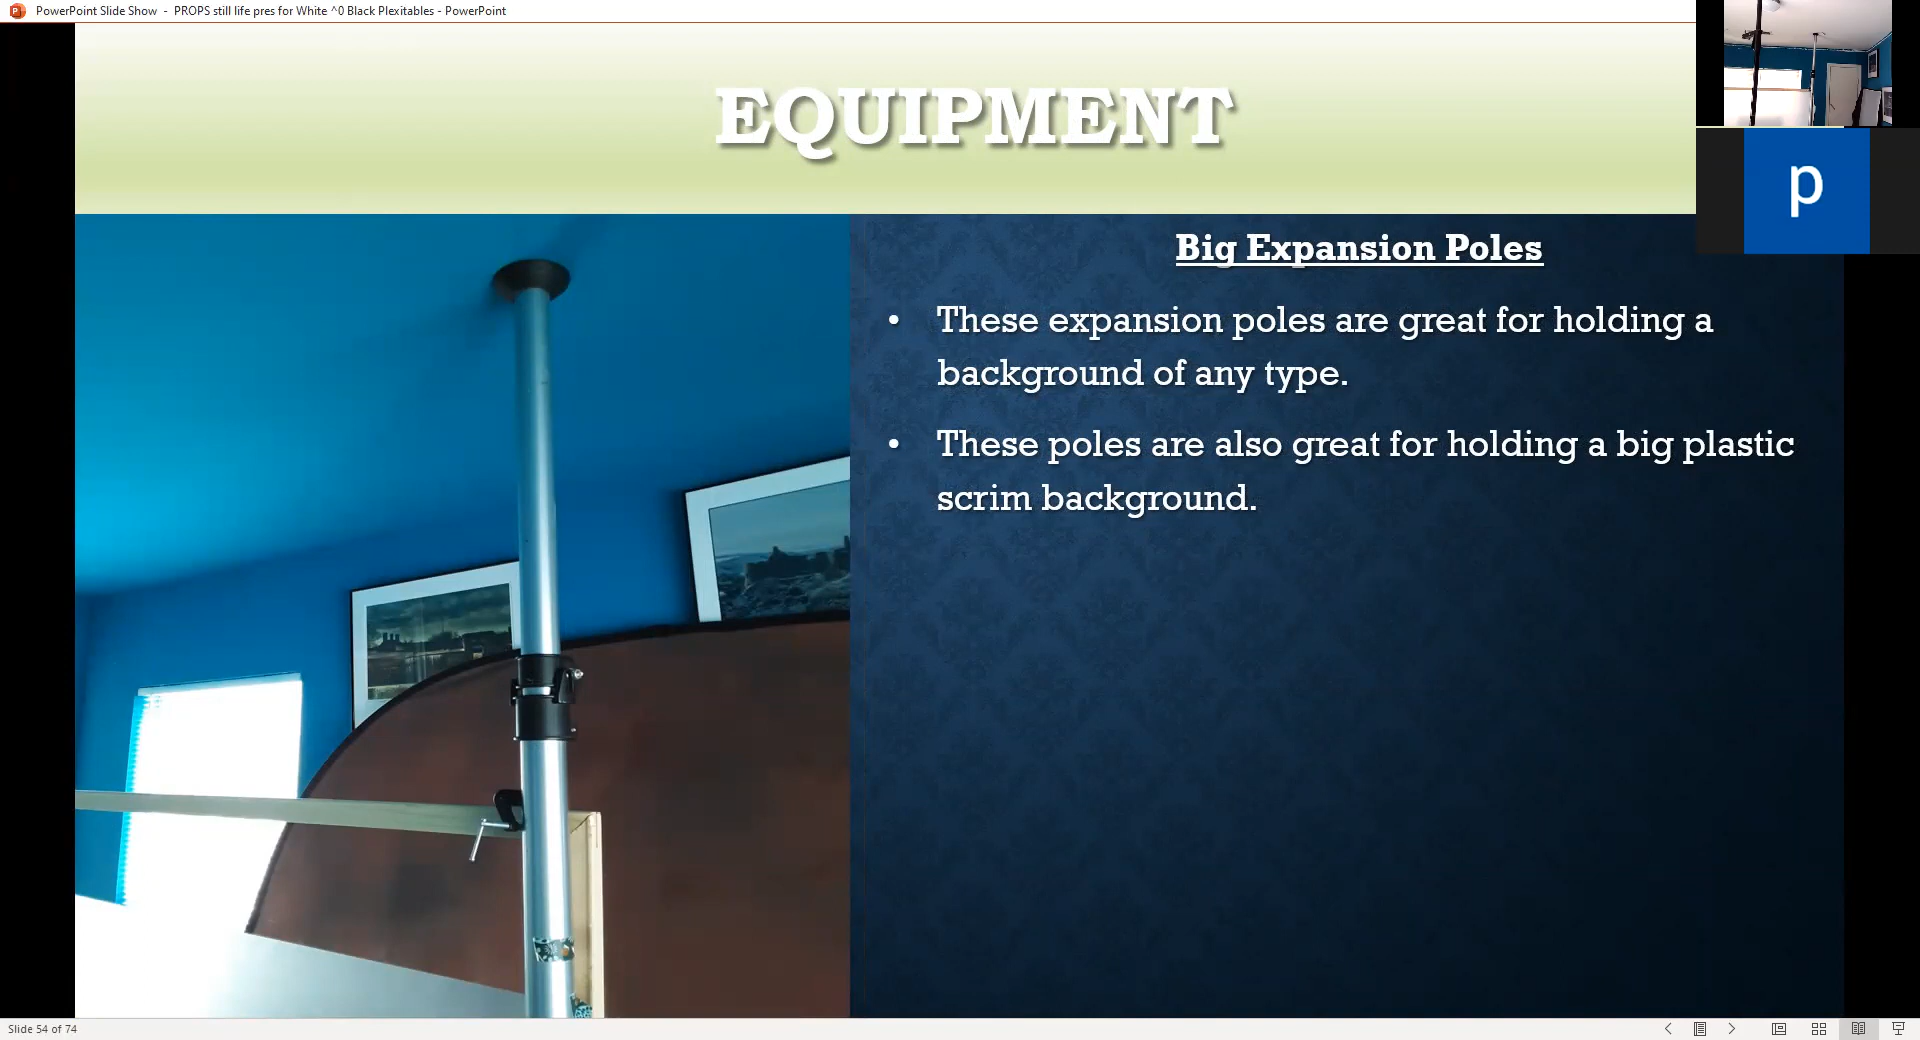 PowerPoint Slide Show - PROPS still life pres for White ^0 Black Plexitables - PowerPoint
EQUIPMENT
p
Big Expansion Poles
• These expansion poles are great for holding a
background of any type.
• These poles are also great for holding a big plastic
scrim background.
Slide 54 of 74